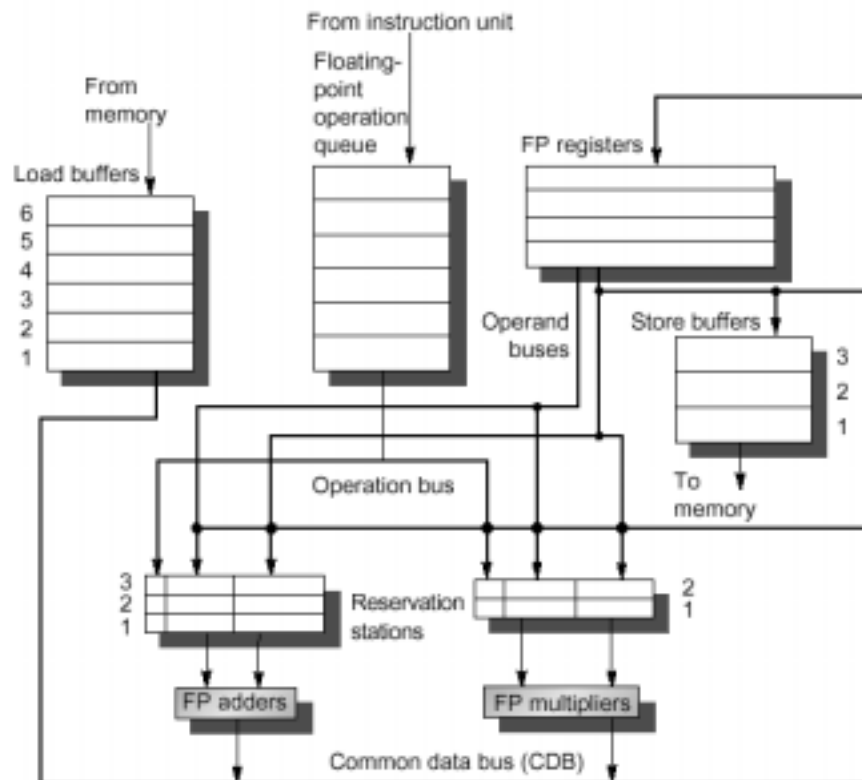 From instruction unit
Floating-
point
operation
queue
From
memory
FP registers
Load buffers
6
5
4
3
2
1
Operand
buses
Store buffers
3
2
1
Operation bus
To
memory
3
2
1
Reservation
stations
2
1
FP adders
FP multipliers
Common data bus (CDB)